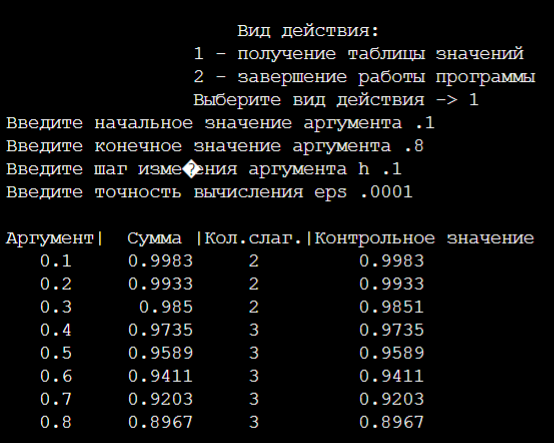 Вид действия:
1 - получение таблицы значений
2 - завершение работы программы
Выберите вид действия -> 1
Введите начальное значение аргумента .1
Введите конечное значение аргумента .8
Введите шаг изме�ения аргумента h .1
Введите точность вычисления eps .0001
Аргумент| Сумма |Кол.слаг.|Контрольное значение
0.1 0.9983 2 0.9983
0.2 0.9933 2 0.9933
0.3 0.985 2 0.9851
0.4 0.9735 3 0.9735
0.5 0.9589 3 0.9589
0.6 0.9411 3 0.9411
0.7 0.9203 3 0.9203
0.8 0.8967 3 0.8967